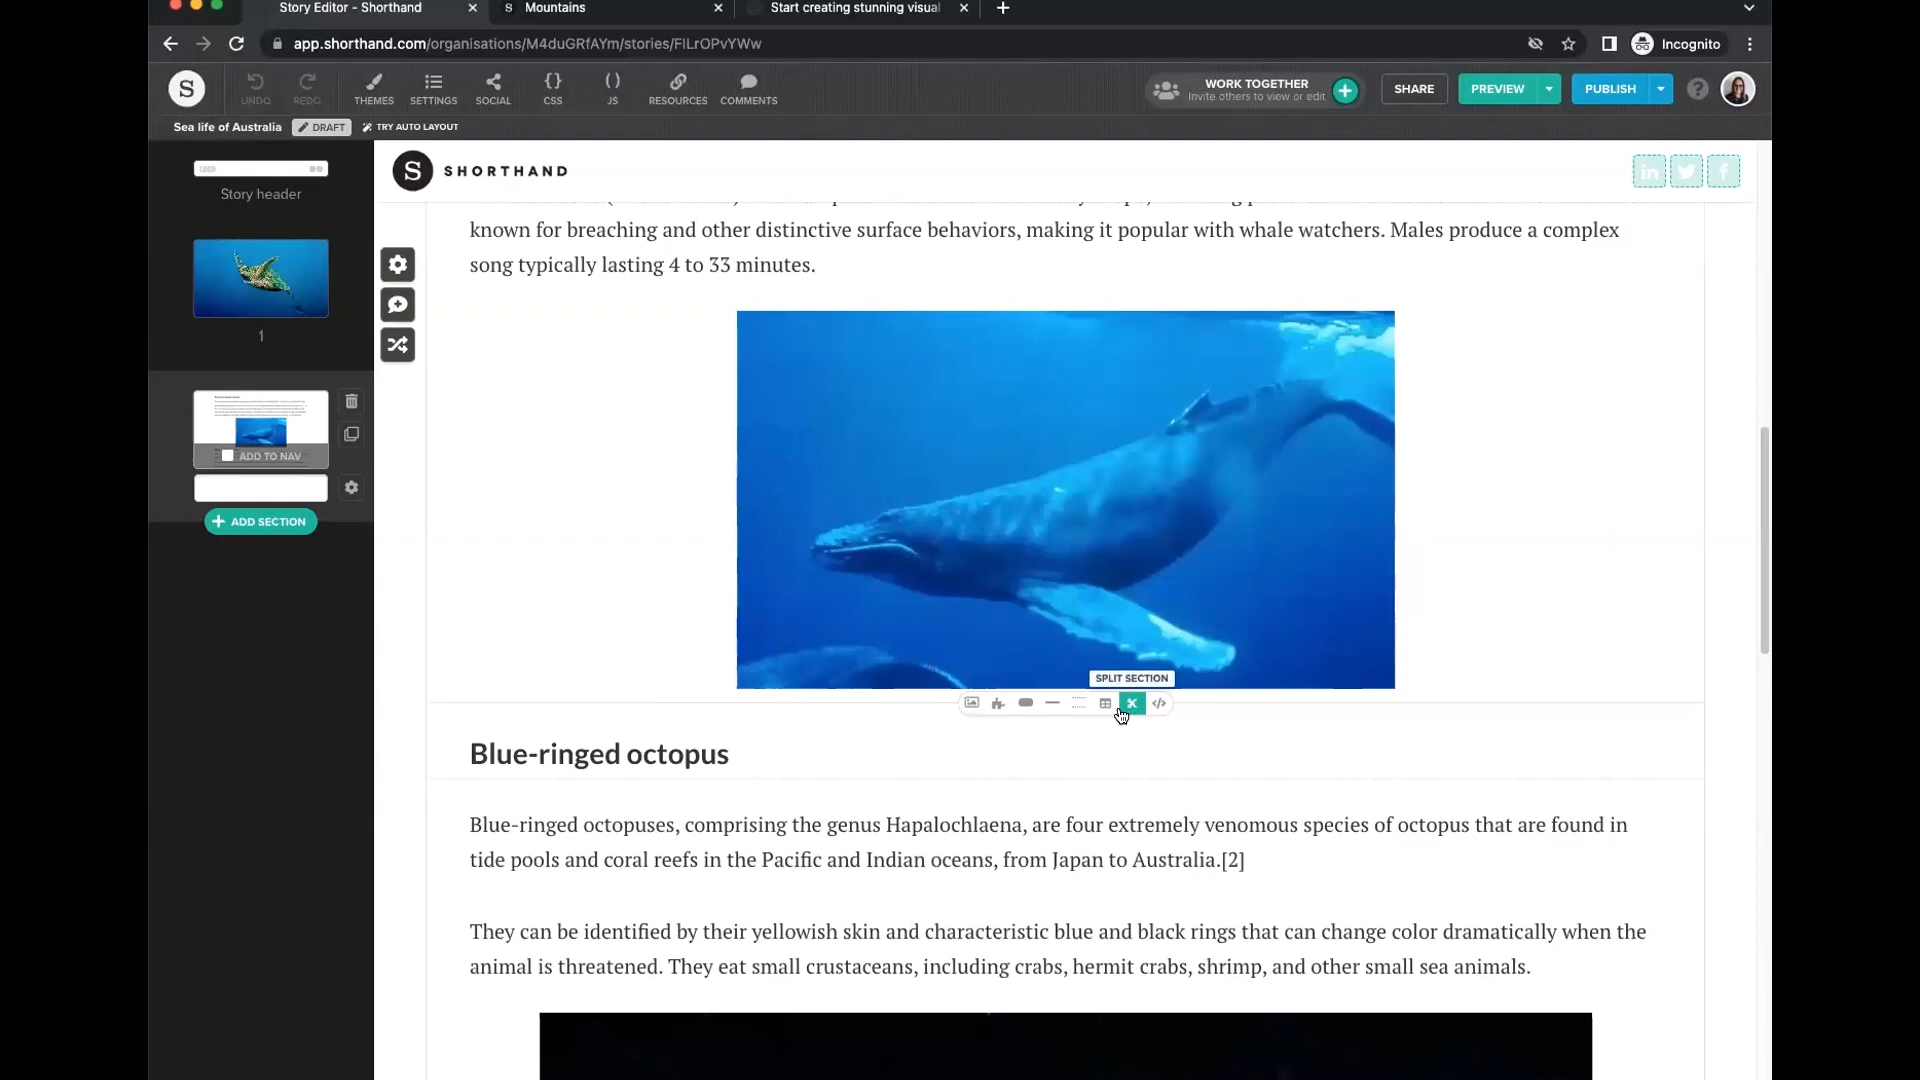 Story Editor - Shorthand
Mountains
Start creating stunning visual
app.shorthand.com/organisations/M4duGRfAYm/stories/FlLrOPvYWw
Incognito
UNDO
REDO
THEMES
SETTINGS
SOCIAL
CSS
JS
RESOURCES
COMMENTS
WORK TOGETHER
Invite others to view or edit
SHARE
PREVIEW
PUBLISH
Sea life of Australia
DRAFT
TRY AUTO LAYOUT
Story header
SHORTHAND
1
known for breaching and other distinctive surface behaviors, making it popular with whale watchers. Males produce a complex
song typically lasting 4 to 33 minutes.
ADD TO NAV
ADD SECTION
SPLIT SECTION
Blue-ringed octopus
Blue-ringed octopuses, comprising the genus Hapalochlaena, are four extremely venomous species of octopus that are found in
tide pools and coral reefs in the Pacific and Indian oceans, from Japan to Australia.[2]
They can be identified by their yellowish skin and characteristic blue and black rings that can change color dramatically when the
animal is threatened. They eat small crustaceans, including crabs, hermit crabs, shrimp, and other small sea animals.